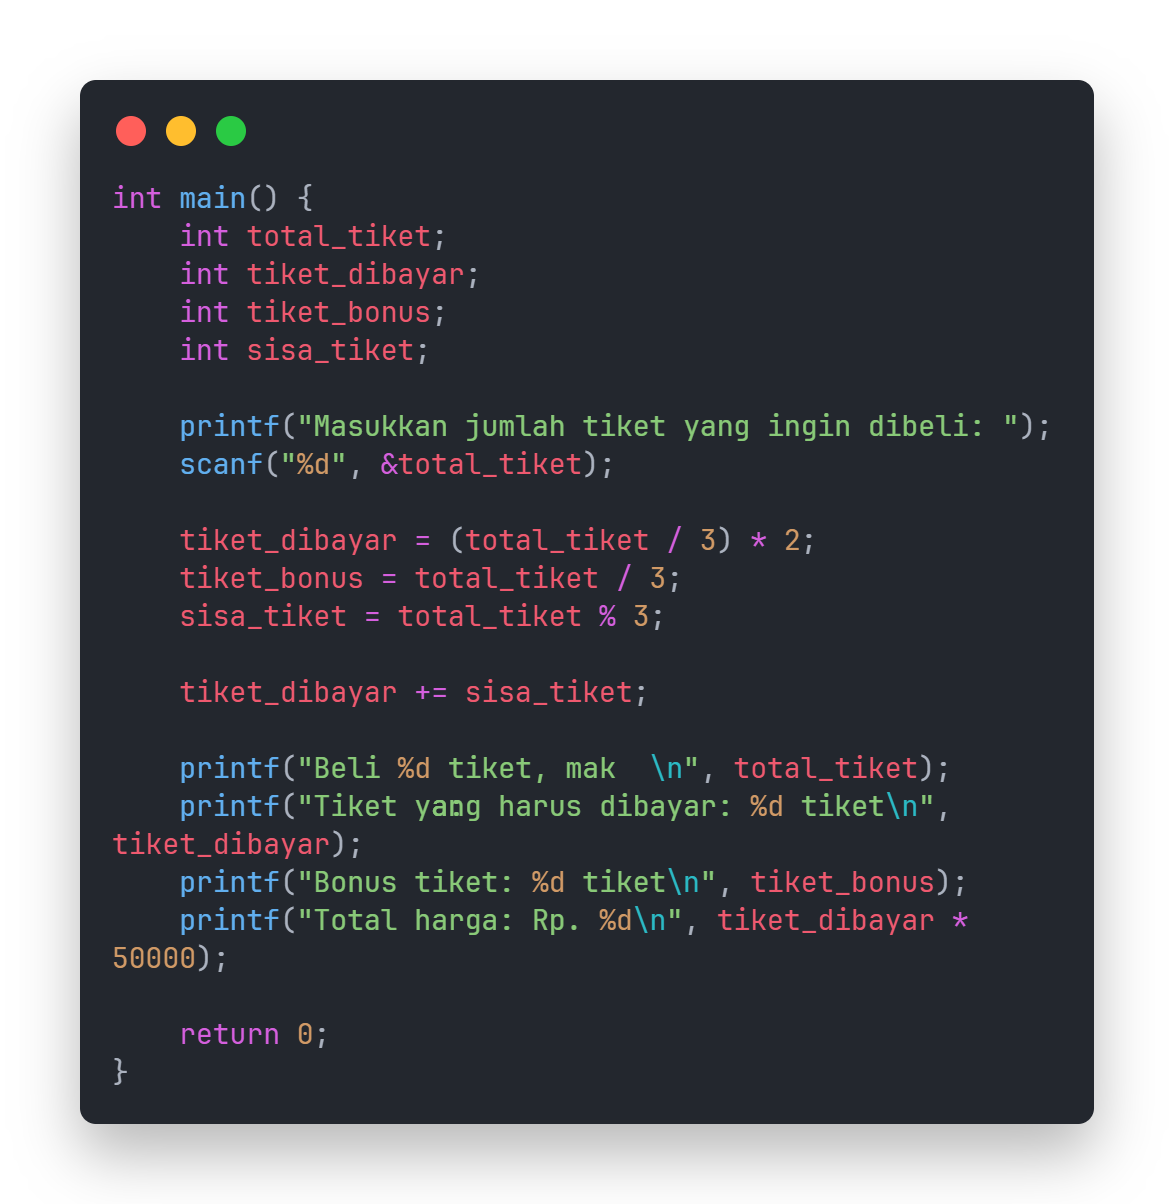 int main() {
    int total_tiket;
    int tiket_dibayar;
    int tiket_bonus;
    int sisa_tiket;

    printf("Masukkan jumlah tiket yang ingin dibeli: ");
    scanf("%d", &total_tiket);

    tiket_dibayar = (total_tiket / 3) * 2;
    tiket_bonus = total_tiket / 3;
    sisa_tiket = total_tiket % 3;

    tiket_dibayar += sisa_tiket;

    printf("Beli %d tiket, mak  \n", total_tiket);
    printf("Tiket yang harus dibayar: %d tiket\n",
tiket_dibayar);
    printf("Bonus tiket: %d tiket\n", tiket_bonus);
    printf("Total harga: Rp. %d\n", tiket_dibayar *
50000);

    return 0;
}